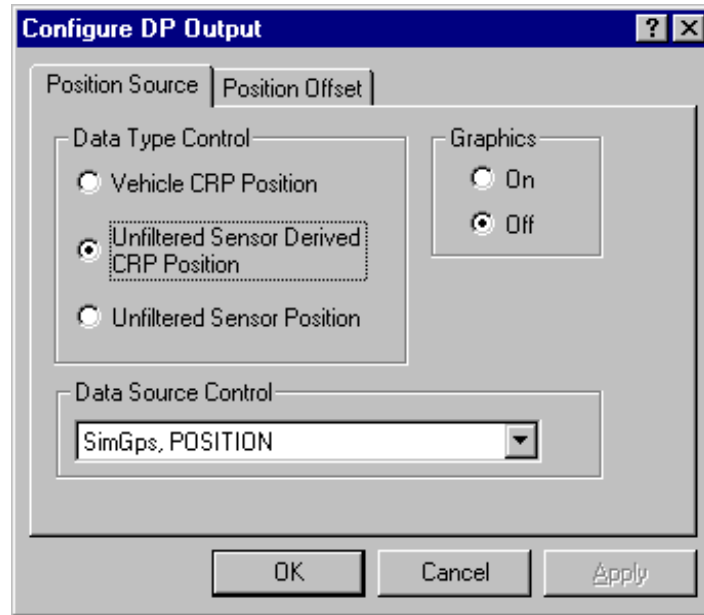 Configure DP Output
Position Source
Position Offset
Data Type Control
Vehicle CRP Position
Unfiltered Sensor Derived
CRP Position
Unfiltered Sensor Position
Graphics
On
Off
Data Source Control
SimGps, POSITION
OK
Cancel
Apply